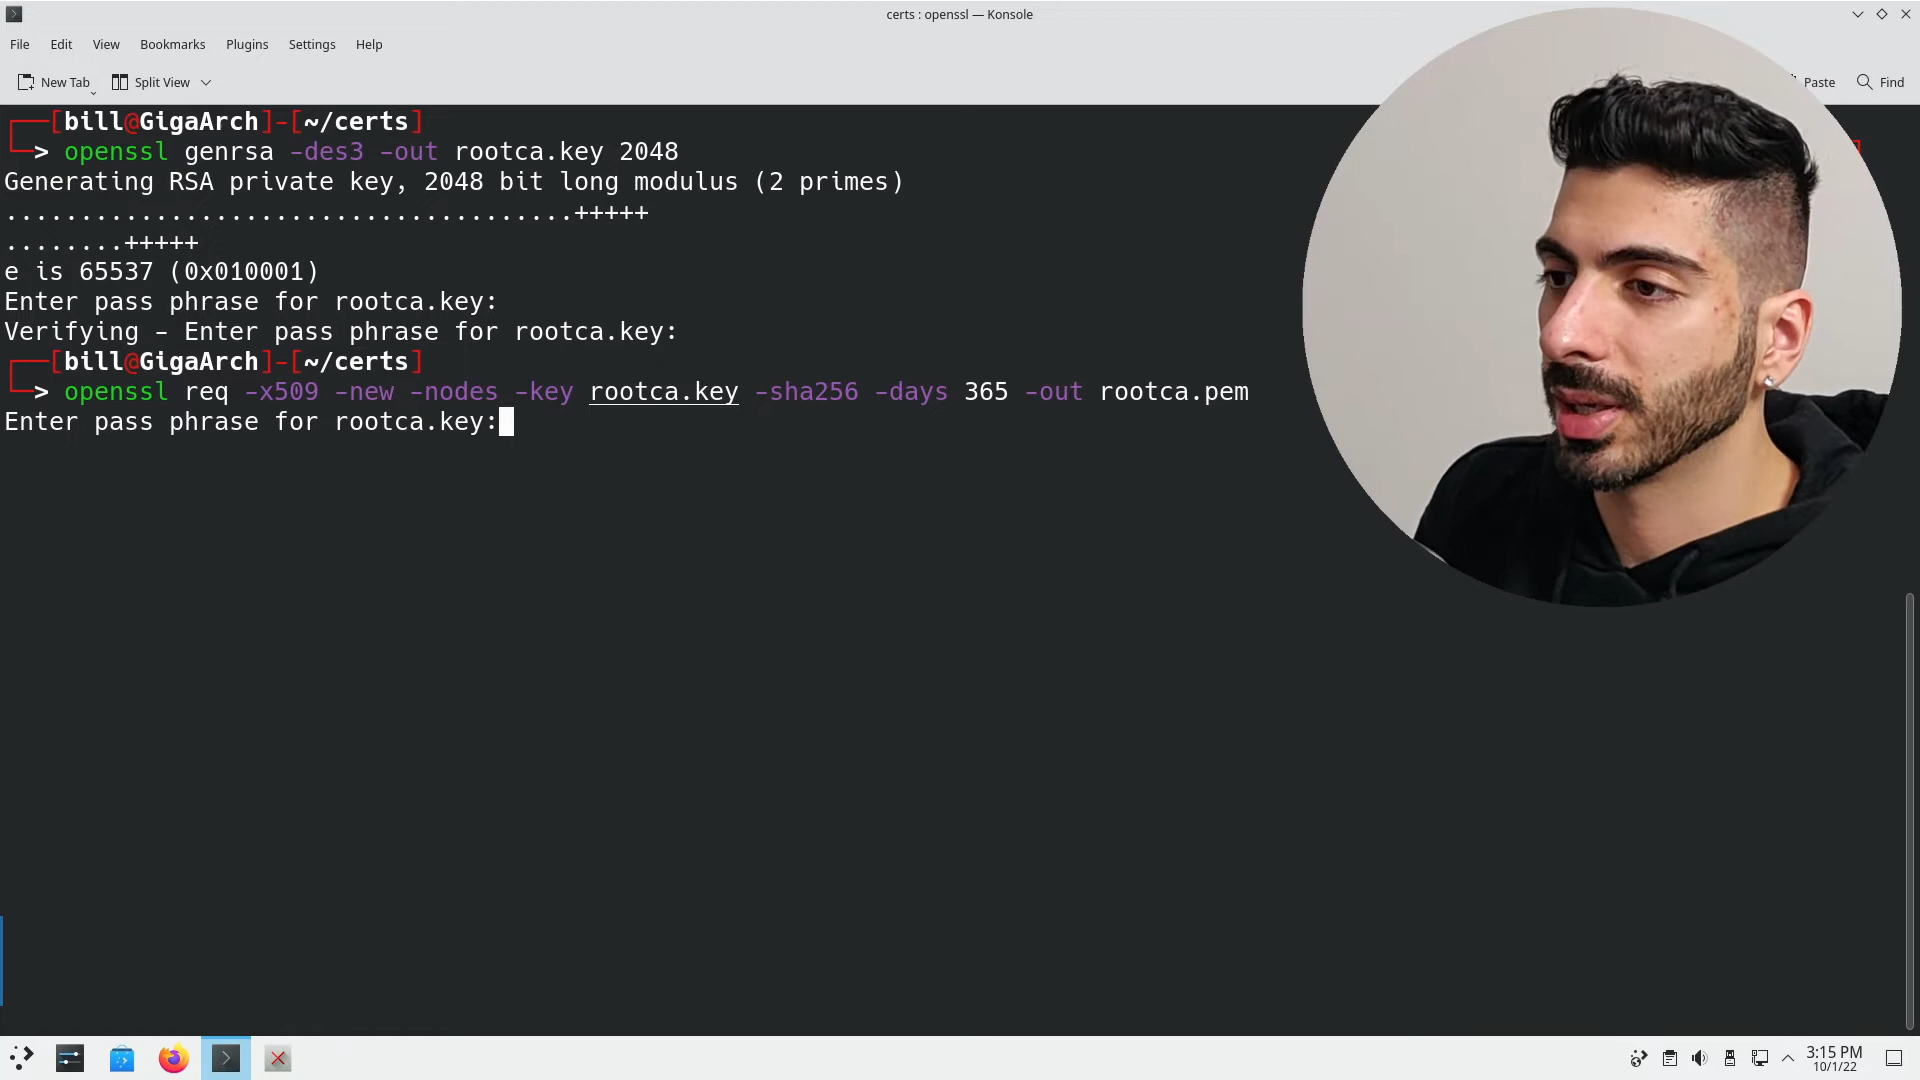 certs : openssl — Konsole
File Edit View Bookmarks Plugins Settings Help
New Tab Split View Paste Find
[bill@GigaArch]-[~/certs]
> openssl genrsa -des3 -out rootca.key 2048
Generating RSA private key, 2048 bit long modulus (2 primes)
......................................+++++
........+++++
e is 65537 (0x010001)
Enter pass phrase for rootca.key:
Verifying - Enter pass phrase for rootca.key:
[bill@GigaArch]-[~/certs]
> openssl req -x509 -new -nodes -key rootca.key -sha256 -days 365 -out rootca.pem
Enter pass phrase for rootca.key:
3:15 PM
10/1/22